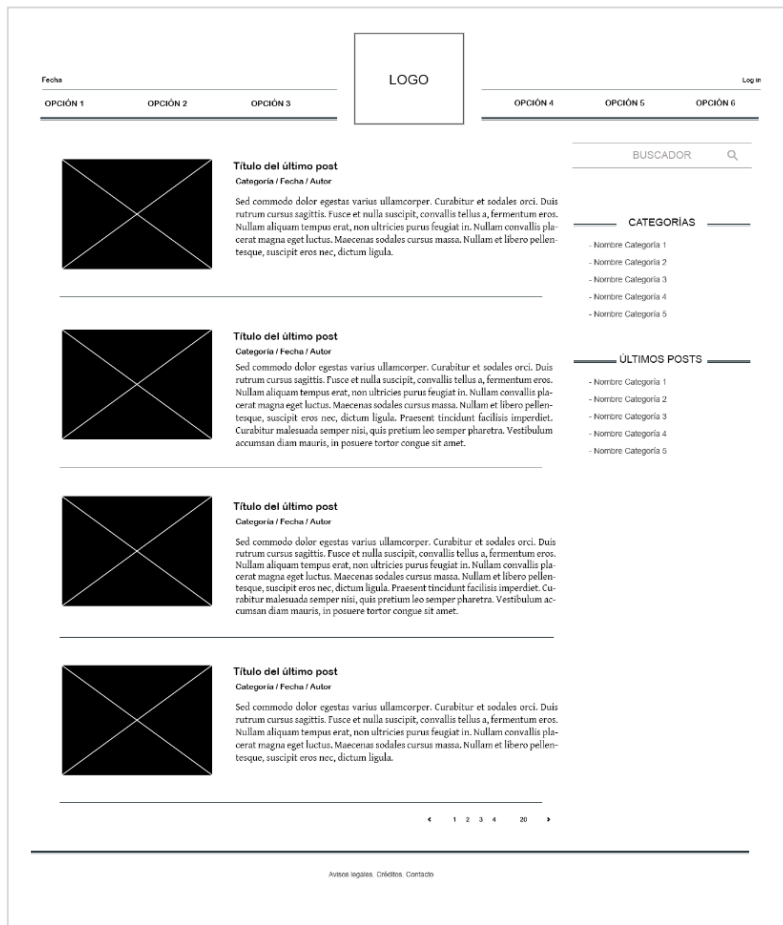 LOGO
Fecha
Log in
OPCIÓN 1 OPCIÓN 2 OPCIÓN 3 OPCIÓN 4 OPCIÓN 5 OPCIÓN 6
Título del último post
Categoría / Fecha / Autor
Sed commodo dolor egestas varius ullamcorper. Curabitur et sodales orci. Duis
rutrum cursus sagittis. Fusce et nulla suscipit, convallis tellus a, fermentum eros.
Nullam aliquam tempus erat, non ultricies purus feugiat in. Nullam convallis pla-
cerat magna eget luctus. Maecenas sodales cursus massa. Nullam et libero pellen-
tesque, suscipit eros nec, dictum ligula.
Título del último post
Categoría / Fecha / Autor
Sed commodo dolor egestas varius ullamcorper. Curabitur et sodales orci. Duis
rutrum cursus sagittis. Fusce et nulla suscipit, convallis tellus a, fermentum eros.
Nullam aliquam tempus erat, non ultricies purus feugiat in. Nullam convallis pla-
cerat magna eget luctus. Maecenas sodales cursus massa. Nullam et libero pellen-
tesque, suscipit eros nec, dictum ligula. Praesent tincidunt facilisis imperdiet.
Curabitur malesuada semper nisi, quis pretium leo semper pharetra. Vestibulum
accumsan diam mauris, in posuere tortor congue sit amet.
Título del último post
Categoría / Fecha / Autor
Sed commodo dolor egestas varius ullamcorper. Curabitur et sodales orci. Duis
rutrum cursus sagittis. Fusce et nulla suscipit, convallis tellus a, fermentum eros.
Nullam aliquam tempus erat, non ultricies purus feugiat in. Nullam convallis pla-
cerat magna eget luctus. Maecenas sodales cursus massa. Nullam et libero pellen-
tesque, suscipit eros nec, dictum ligula. Praesent tincidunt facilisis imperdiet. Cu-
rabitur malesuada semper nisi, quis pretium leo semper pharetra. Vestibulum ac-
cumsan diam mauris, in posuere tortor congue sit amet.
Título del último post
Categoría / Fecha / Autor
Sed commodo dolor egestas varius ullamcorper. Curabitur et sodales orci. Duis
rutrum cursus sagittis. Fusce et nulla suscipit, convallis tellus a, fermentum eros.
Nullam aliquam tempus erat, non ultricies purus feugiat in. Nullam convallis pla-
cerat magna eget luctus. Maecenas sodales cursus massa. Nullam et libero pellen-
tesque, suscipit eros nec, dictum ligula.
1 2 3 4 20
BUSCADOR
CATEGORÍAS
- Nombre Categoría 1
- Nombre Categoría 2
- Nombre Categoría 3
- Nombre Categoría 4
- Nombre Categoría 5
ÚLTIMOS POSTS
- Nombre Categoría 1
- Nombre Categoría 2
- Nombre Categoría 3
- Nombre Categoría 4
- Nombre Categoría 5
Avisos legales. Créditos. Contacto